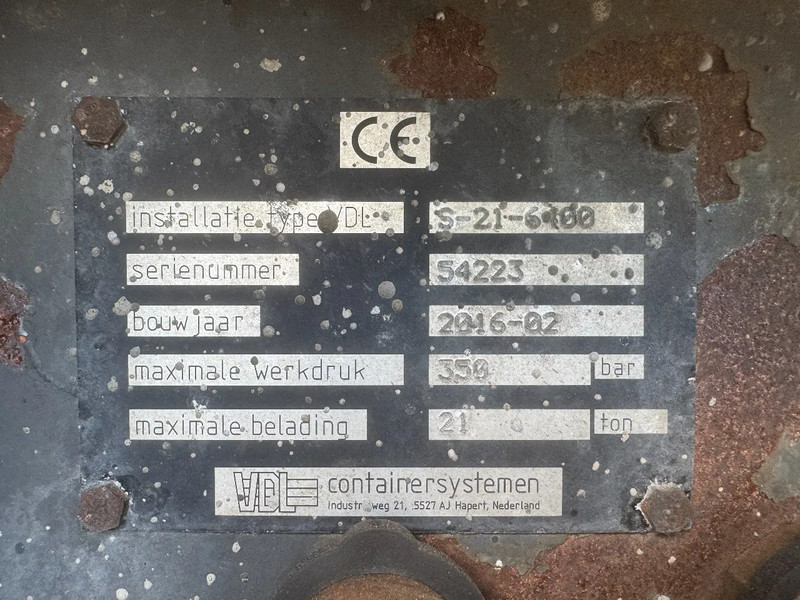 CE
installatie type VDL S-21-6400
serienummer 54223
bouwjaar 2016-02
maximale werkdruk 350 bar
maximale belading 21 ton
VDL containersystemen
weg 21, 5527 AJ Hapert, Nederland